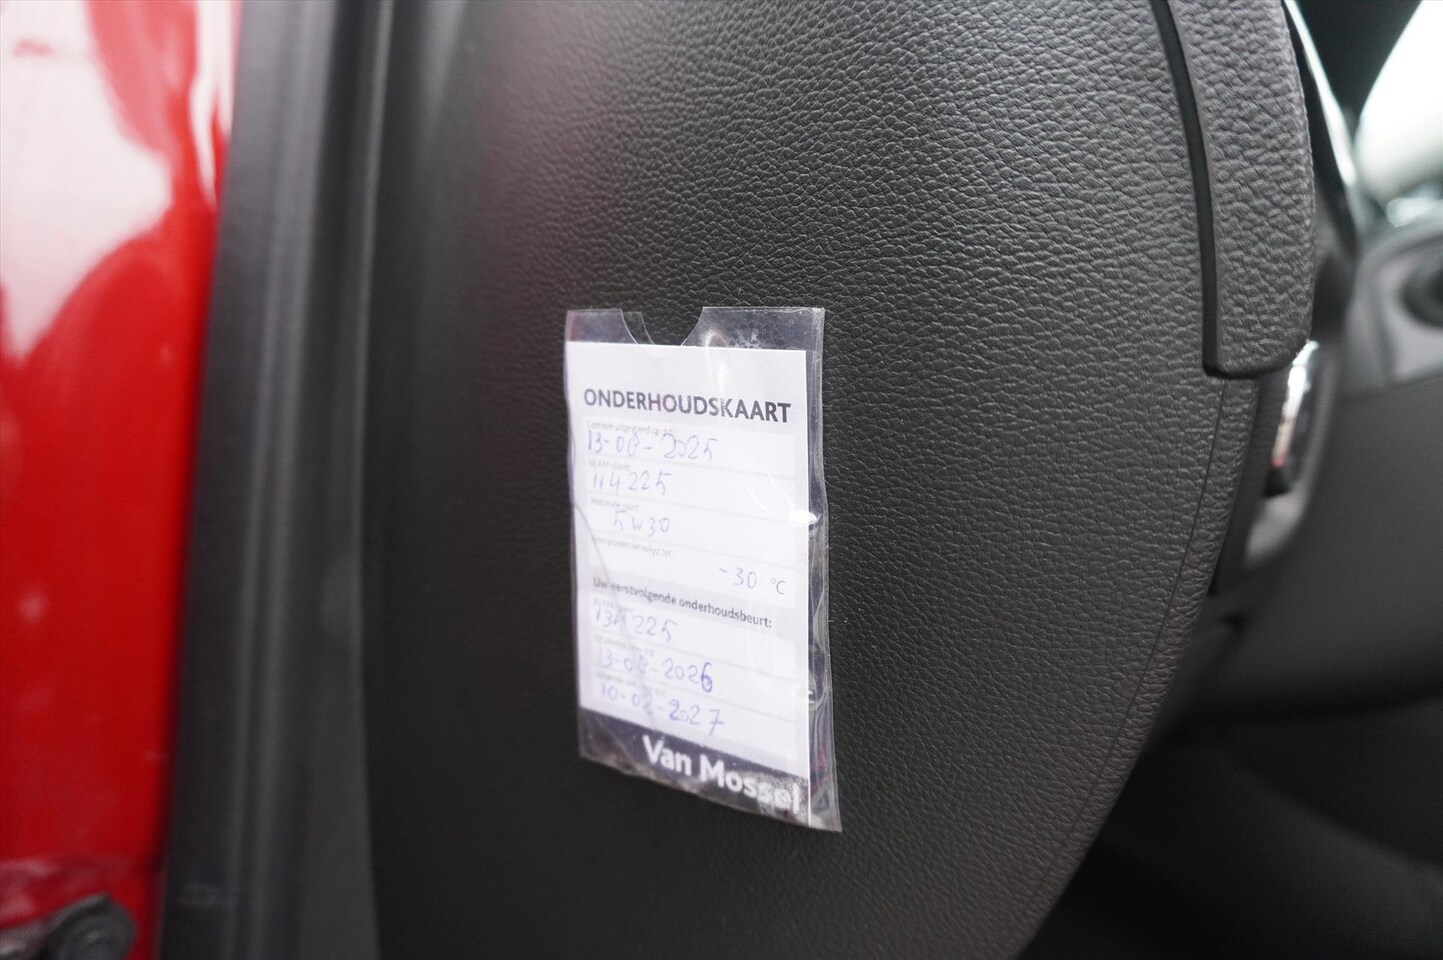 ONDERHOUDSKAART
13-08-2025
114225
5W30
-30 °C
Uw eerstvolgende onderhoudsbeurt:
134225
13-08-2026
10-02-2027
Van Mossel